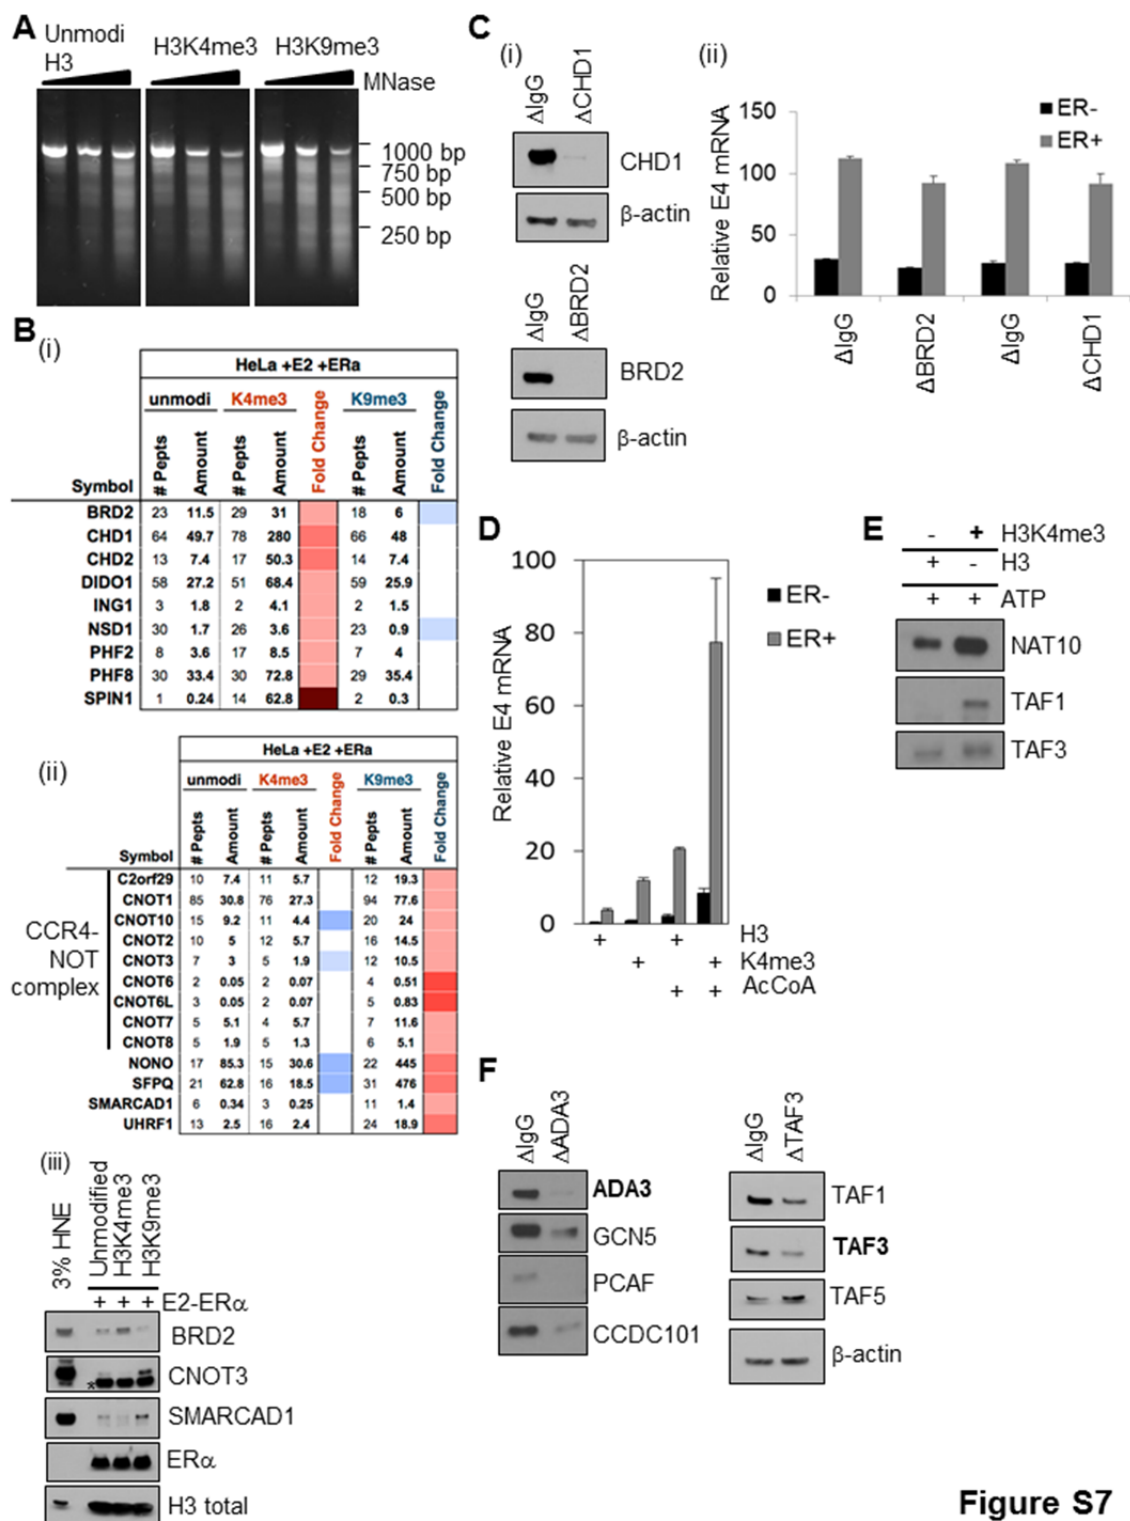 A
Unmodi
H3
H3K4me3
H3K9me3
MNase
1000 bp
750 bp
500 bp
250 bp
B
(i)
HeLa +E2 +ERa
unmodi K4me3 K9me3
Symbol # Pepts Amount # Pepts Amount Fold Change # Pepts Amount Fold Change
BRD2 23 11.5 29 31 18 6
CHD1 64 49.7 78 280 66 48
CHD2 13 7.4 17 50.3 14 7.4
DIDO1 58 27.2 51 68.4 59 25.9
ING1 3 1.8 2 4.1 2 1.5
NSD1 30 1.7 26 3.6 23 0.9
PHF2 8 3.6 17 8.5 7 4
PHF8 30 33.4 30 72.8 29 35.4
SPIN1 1 0.24 14 62.8 2 0.3
(ii)
HeLa +E2 +ERa
unmodi K4me3 K9me3
Symbol # Pepts Amount # Pepts Amount Fold Change # Pepts Amount Fold Change
CCR4-
NOT
complex
C2orf29 10 7.4 11 5.7 12 19.3
CNOT1 85 30.8 76 27.3 94 77.6
CNOT10 15 9.2 11 4.4 20 24
CNOT2 10 5 12 5.7 16 14.5
CNOT3 7 3 5 1.9 12 10.5
CNOT6 2 0.05 2 0.07 4 0.51
CNOT6L 3 0.05 2 0.07 5 0.83
CNOT7 5 5.1 4 5.7 7 11.6
CNOT8 5 1.9 5 1.3 6 5.1
NONO 17 85.3 15 30.6 22 445
SFPQ 21 62.8 16 18.5 31 476
SMARCAD1 6 0.34 3 0.25 11 1.4
UHRF1 13 2.5 16 2.4 24 18.9
(iii)
3% HNE
Unmodified
H3K4me3
H3K9me3
+ + + E2-ERα
BRD2
* CNOT3
SMARCAD1
ERα
H3 total
C
(i)
ΔIgG
ΔCHD1
CHD1
β-actin
ΔIgG
ΔBRD2
BRD2
β-actin
(ii)
Relative E4 mRNA
150
100
50
0
ER-
ER+
ΔIgG
ΔBRD2
ΔIgG
ΔCHD1
D
Relative E4 mRNA
100
80
60
40
20
0
ER-
ER+
+ + H3
+ + K4me3
+ + AcCoA
E
- + H3K4me3
+ - H3
+ + ATP
NAT10
TAF1
TAF3
F
ΔIgG
ΔADA3
ADA3
GCN5
PCAF
CCDC101
ΔIgG
ΔTAF3
TAF1
TAF3
TAF5
β-actin
Figure S7